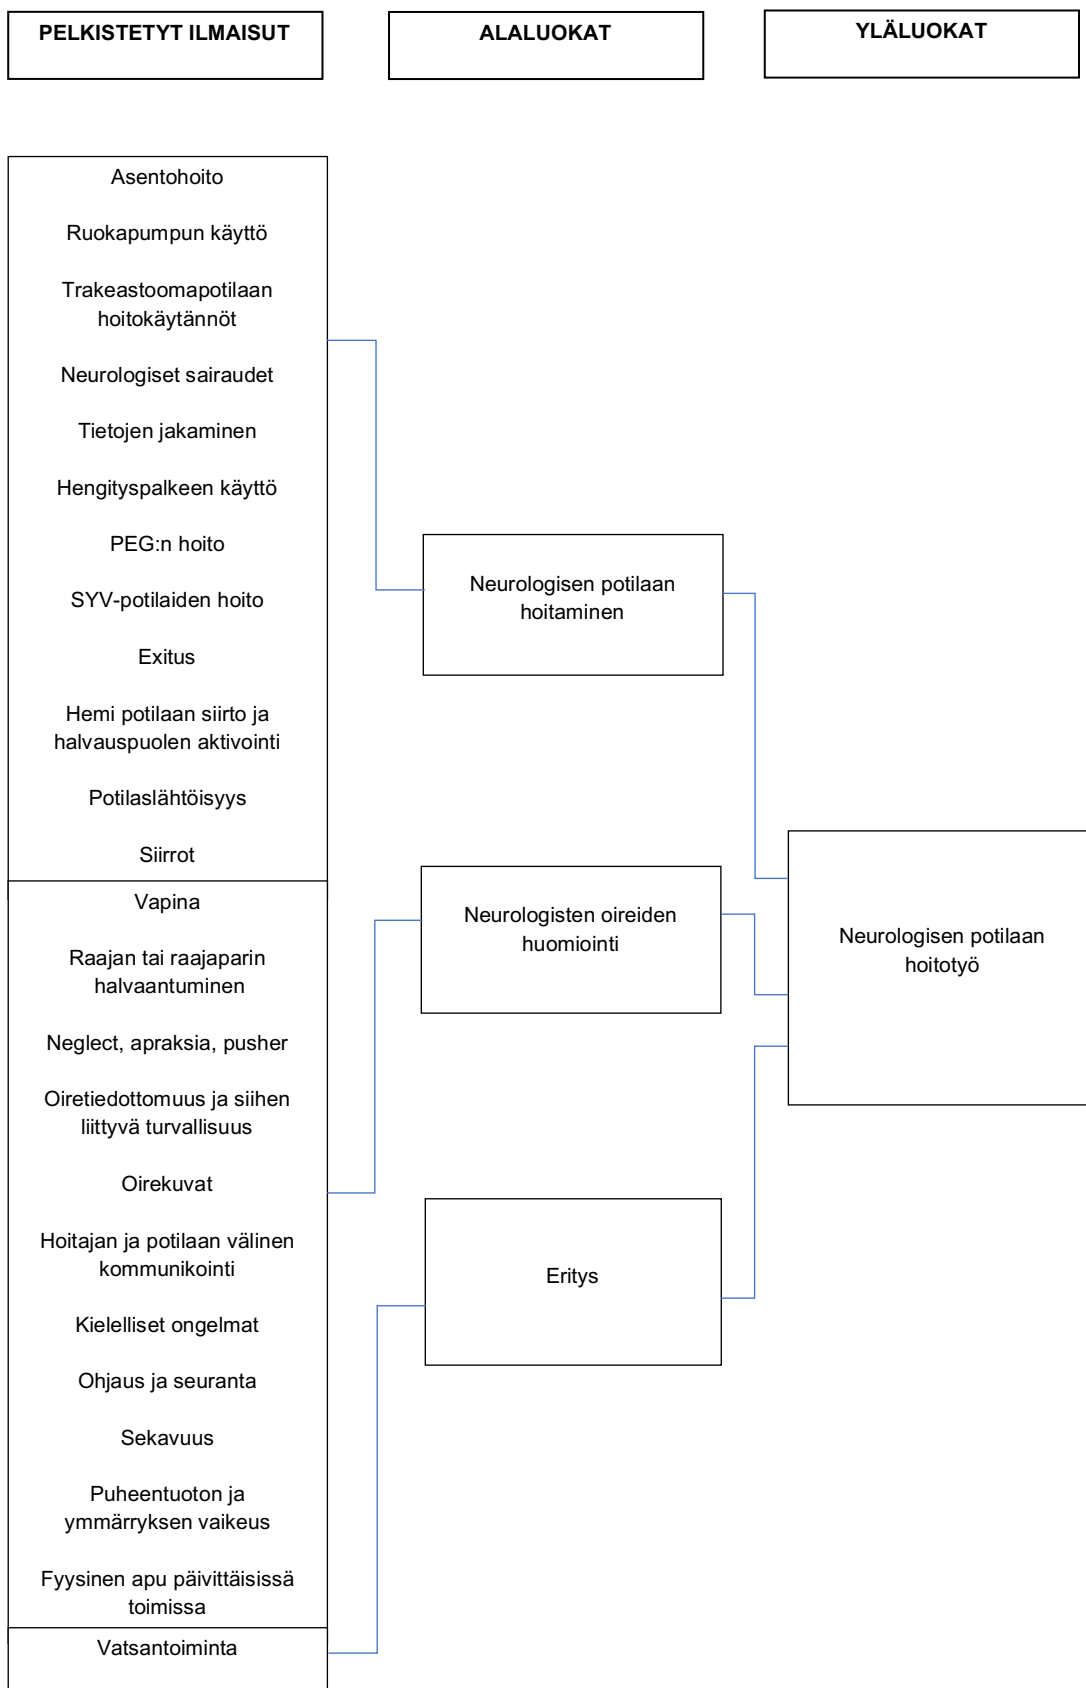 PELKISTETYT ILMAISUT
ALALUOKAT
YLÄLUOKAT
Asentohoito
Ruokapumpun käyttö
Trakeastoomapotilaan
hoitokäytännöt
Neurologiset sairaudet
Tietojen jakaminen
Hengityspalkeen käyttö
PEG:n hoito
SYV-potilaiden hoito
Exitus
Hemi potilaan siirto ja
halvauspuolen aktivointi
Potilaslähtöisyys
Siirrot
Vapina
Raajan tai raajaparin
halvaantuminen
Neglect, apraksia, pusher
Oiretiedottomuus ja siihen
liittyvä turvallisuus
Oirekuvat
Hoitajan ja potilaan välinen
kommunikointi
Kielelliset ongelmat
Ohjaus ja seuranta
Sekavuus
Puheentuoton ja
ymmärryksen vaikeus
Fyysinen apu päivittäisissä
toimissa
Vatsantoiminta
Neurologisen potilaan
hoitaminen
Neurologisten oireiden
huomiointi
Eritys
Neurologisen potilaan
hoitotyö